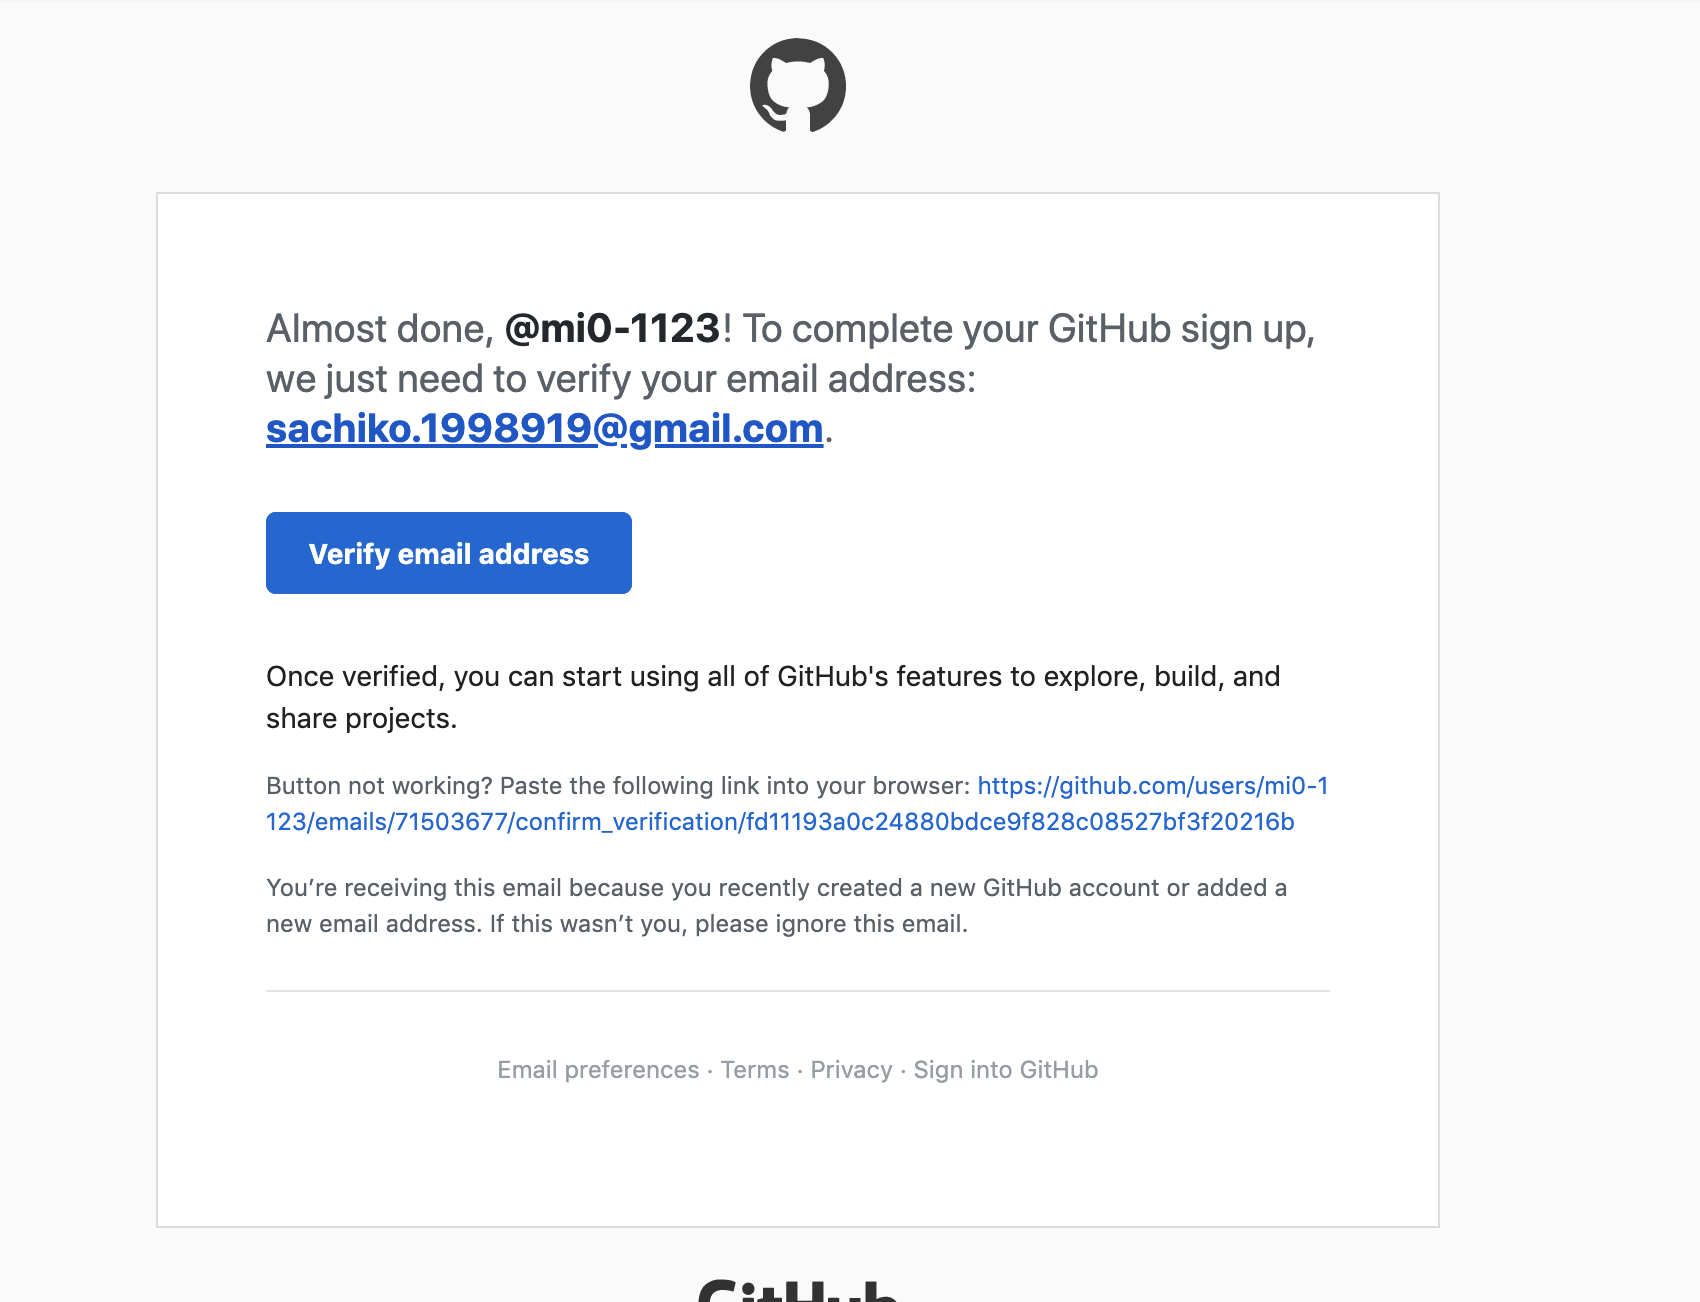 Almost done, @mi0-1123! To complete your GitHub sign up,
we just need to verify your email address:
sachiko.1998919@gmail.com.
Verify email address
Once verified, you can start using all of GitHub's features to explore, build, and
share projects.
Button not working? Paste the following link into your browser: https://github.com/users/mi0-1
123/emails/71503677/confirm_verification/fd11193a0c24880bdce9f828c08527bf3f20216b
You’re receiving this email because you recently created a new GitHub account or added a
new email address. If this wasn’t you, please ignore this email.
Email preferences · Terms · Privacy · Sign into GitHub
GitHub